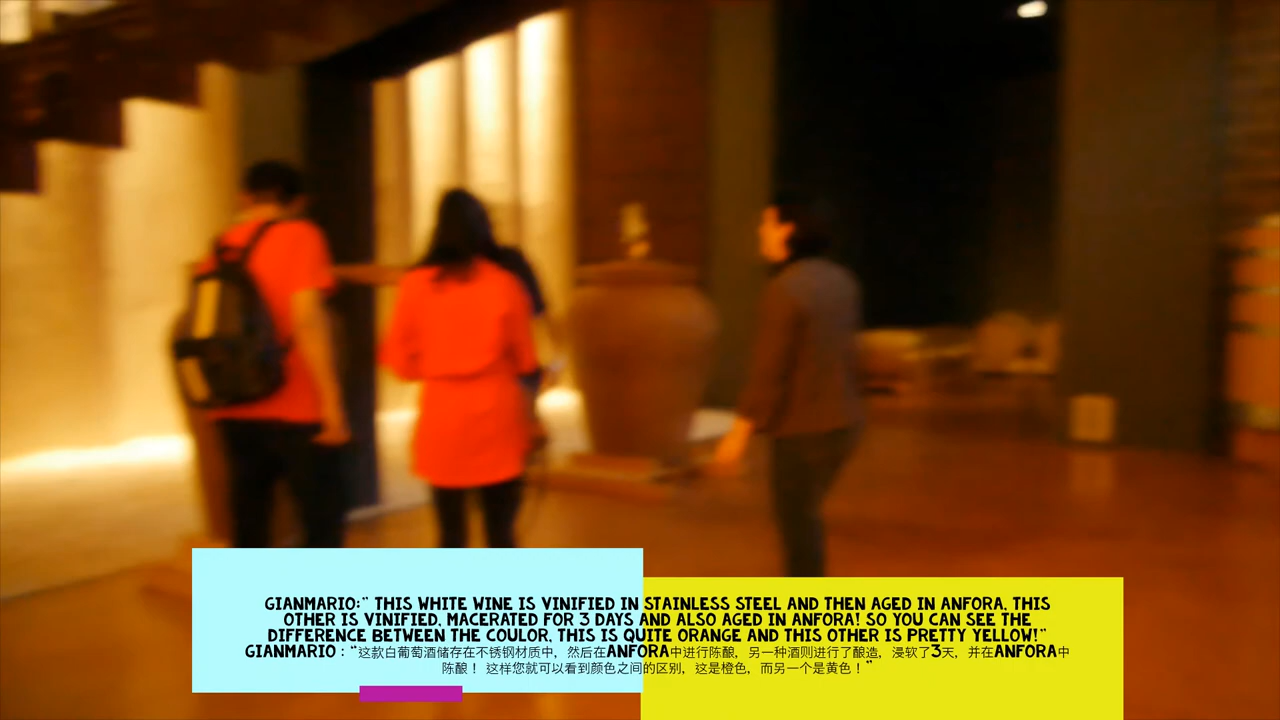 GIANMARIO:" THIS WHITE WINE IS VINIFIED IN STAINLESS STEEL AND THEN AGED IN ANFORA, THIS
OTHER IS VINIFIED, MACERATED FOR 3 DAYS AND ALSO AGED IN ANFORA! SO YOU CAN SEE THE
DIFFERENCE BETWEEN THE COULOR, THIS IS QUITE ORANGE AND THIS OTHER IS PRETTY YELLOW!"
GIANMARIO："这款白葡萄酒储存在不锈钢材质中，然后在ANFORA中进行陈酿，另一种酒则进行了酿造，浸软了3天，并在ANFORA中
陈酿！ 这样您就可以看到颜色之间的区别，这是橙色，而另一个是黄色！"